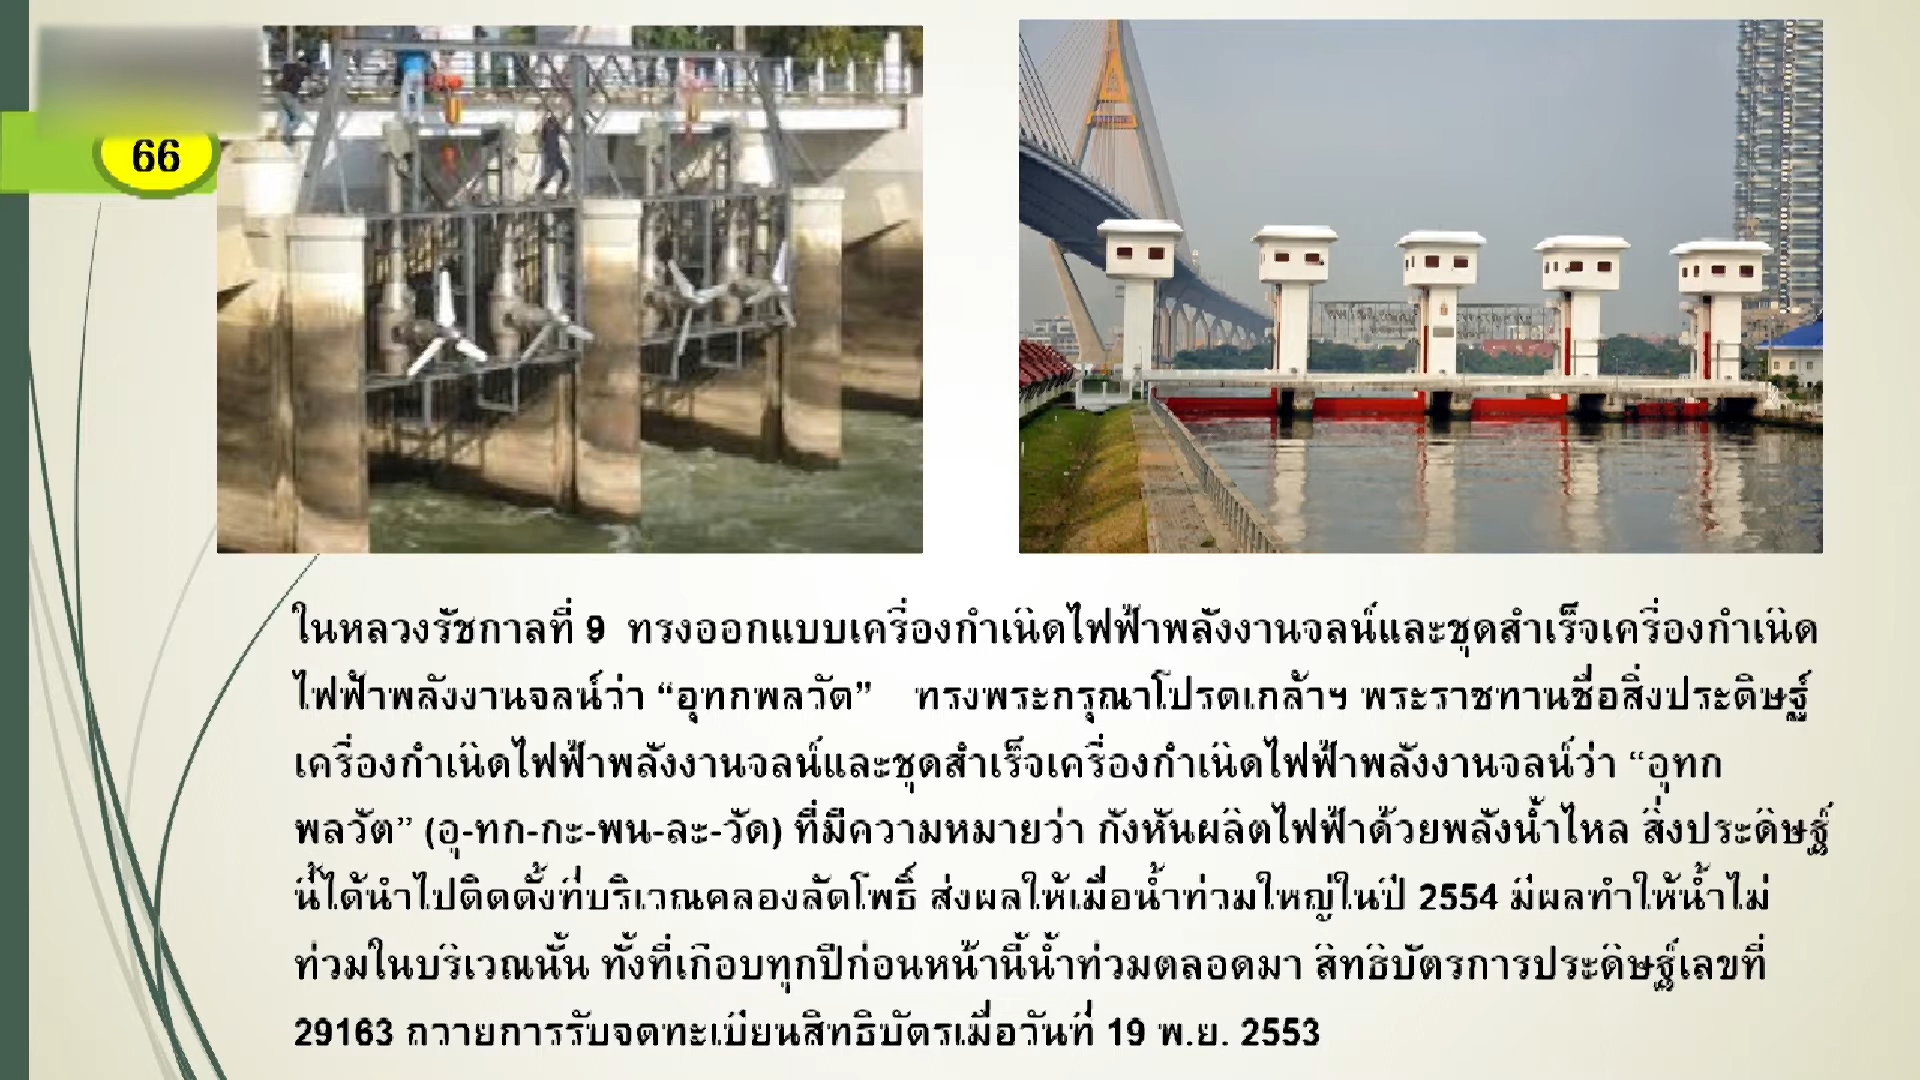 66
ในหลวงรัชกาลที่ 9 ทรงออกแบบเครื่องกำเนิดไฟฟ้าพลังงานจลน์และชุดสำเร็จเครื่องกำเนิด
ไฟฟ้าพลังงานจลน์ว่า “อุทกพลวัต” ทรงพระกรุณาโปรดเกล้าฯ พระราชทานชื่อสิ่งประดิษฐ์
เครื่องกำเนิดไฟฟ้าพลังงานจลน์และชุดสำเร็จเครื่องกำเนิดไฟฟ้าพลังงานจลน์ว่า “อุทก
พลวัต” (อุ-ทก-กะ-พน-ละ-วัด) ที่มีความหมายว่า กังหันผลิตไฟฟ้าด้วยพลังน้ำไหล สิ่งประดิษฐ์
นี้ได้นำไปติดตั้งที่บริเวณคลองลัดโพธิ์ ส่งผลให้เมื่อน้ำท่วมใหญ่ในปี 2554 มีผลทำให้น้ำไม่
ท่วมในบริเวณนั้น ทั้งที่เกือบทุกปีก่อนหน้านี้น้ำท่วมตลอดมา สิทธิบัตรการประดิษฐ์เลขที่
29163 ถวายการรับจดทะเบียนสิทธิบัตรเมื่อวันที่ 19 พ.ย. 2553